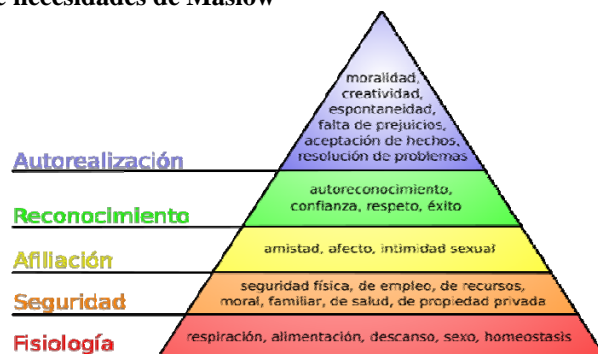 e necesidades de Maslow
moralidad,
creatividad,
espontaneidad,
falta de prejuicios,
aceptación de hechos,
resolución de problemas
Autorealización
autoreconocimiento,
confianza, respeto, éxito
Reconocimiento
amistad, afecto, intimidad sexual
Afiliación
seguridad física, de empleo, de recursos,
moral, familiar, de salud, de propiedad privada
Seguridad
respiración, alimentación, descanso, sexo, homeostasis
Fisiología